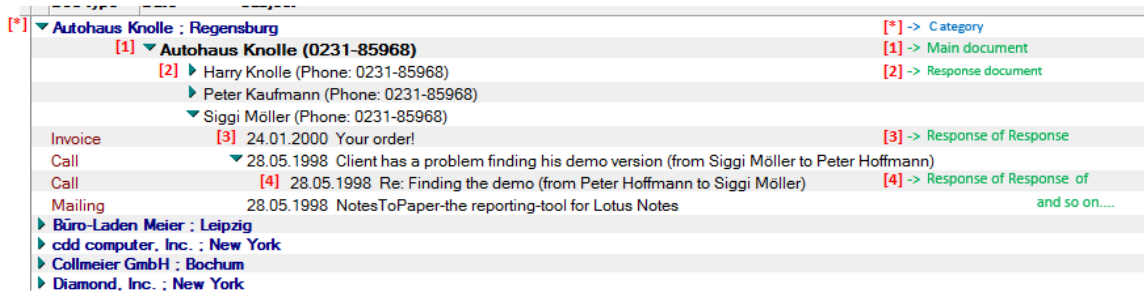 [*] Autohaus Knolle ; Regensburg [*] -> Category
[1] Autohaus Knolle (0231-85968) [1] -> Main document
[2] Harry Knolle (Phone: 0231-85968) [2] -> Response document
Peter Kaufmann (Phone: 0231-85968)
Siggi Möller (Phone: 0231-85968)
Invoice [3] 24.01.2000 Your order! [3] -> Response of Response
Call 28.05.1998 Client has a problem finding his demo version (from Siggi Möller to Peter Hoffmann)
Call [4] 28.05.1998 Re: Finding the demo (from Peter Hoffmann to Siggi Möller) [4] -> Response of Response of
Mailing 28.05.1998 NotesToPaper-the reporting-tool for Lotus Notes and so on....
Büro-Laden Meier ; Leipzig
cdd computer, Inc. ; New York
Collmeier GmbH ; Bochum
Diamond, Inc. ; New York